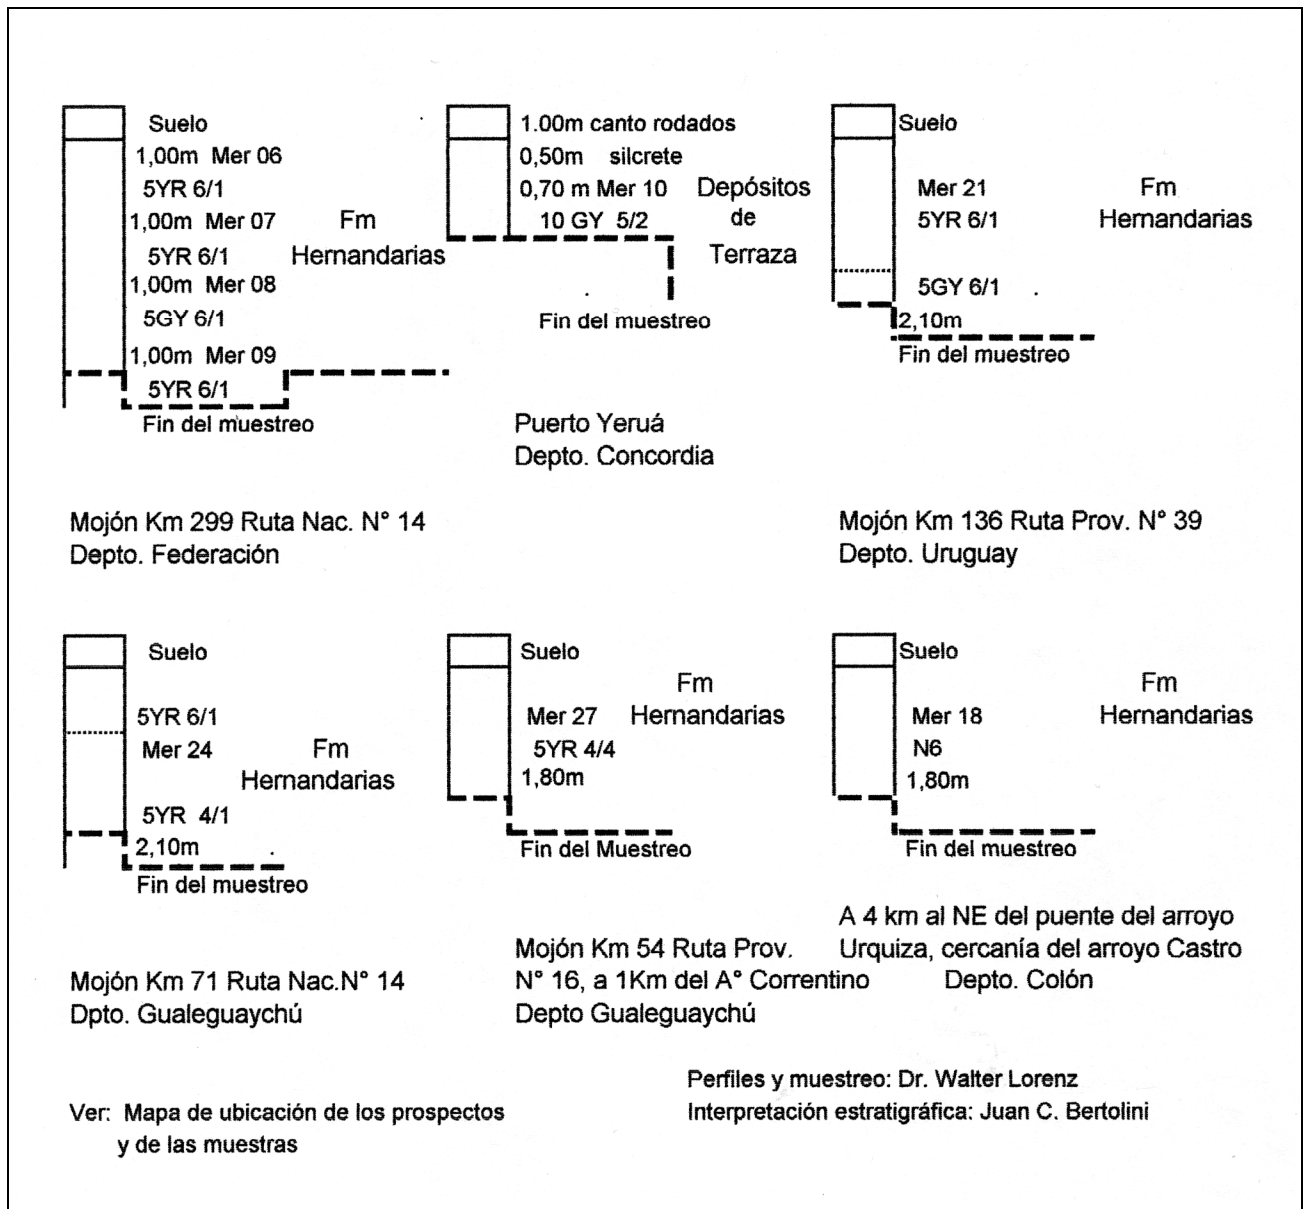 Suelo
1,00m Mer 06
5YR 6/1
1,00m Mer 07
5YR 6/1
1,00m Mer 08
5GY 6/1
1,00m Mer 09
5YR 6/1
Fin del muestreo
Fm
Hernandarias
Mojón Km 299 Ruta Nac. N° 14
Depto. Federación
1.00m canto rodados
0,50m silcrete
0,70 m Mer 10
10 GY 5/2
Depósitos
de
Terraza
Fin del muestreo
Puerto Yeruá
Depto. Concordia
Suelo
Mer 21
5YR 6/1
5GY 6/1
2,10m
Fin del muestreo
Fm
Hernandarias
Mojón Km 136 Ruta Prov. N° 39
Depto. Uruguay
Suelo
5YR 6/1
Mer 24
5YR 4/1
2,10m
Fin del muestreo
Fm
Hernandarias
Mojón Km 71 Ruta Nac.N° 14
Dpto. Gualeguaychú
Suelo
Mer 27
5YR 4/4
1,80m
Fin del Muestreo
Fm
Hernandarias
Mojón Km 54 Ruta Prov.
N° 16, a 1Km del A° Correntino
Depto Gualeguaychú
Suelo
Mer 18
N6
1,80m
Fin del muestreo
Fm
Hernandarias
A 4 km al NE del puente del arroyo
Urquiza, cercanía del arroyo Castro
Depto. Colón
Perfiles y muestreo: Dr. Walter Lorenz
Interpretación estratigráfica: Juan C. Bertolini
Ver: Mapa de ubicación de los prospectos
y de las muestras